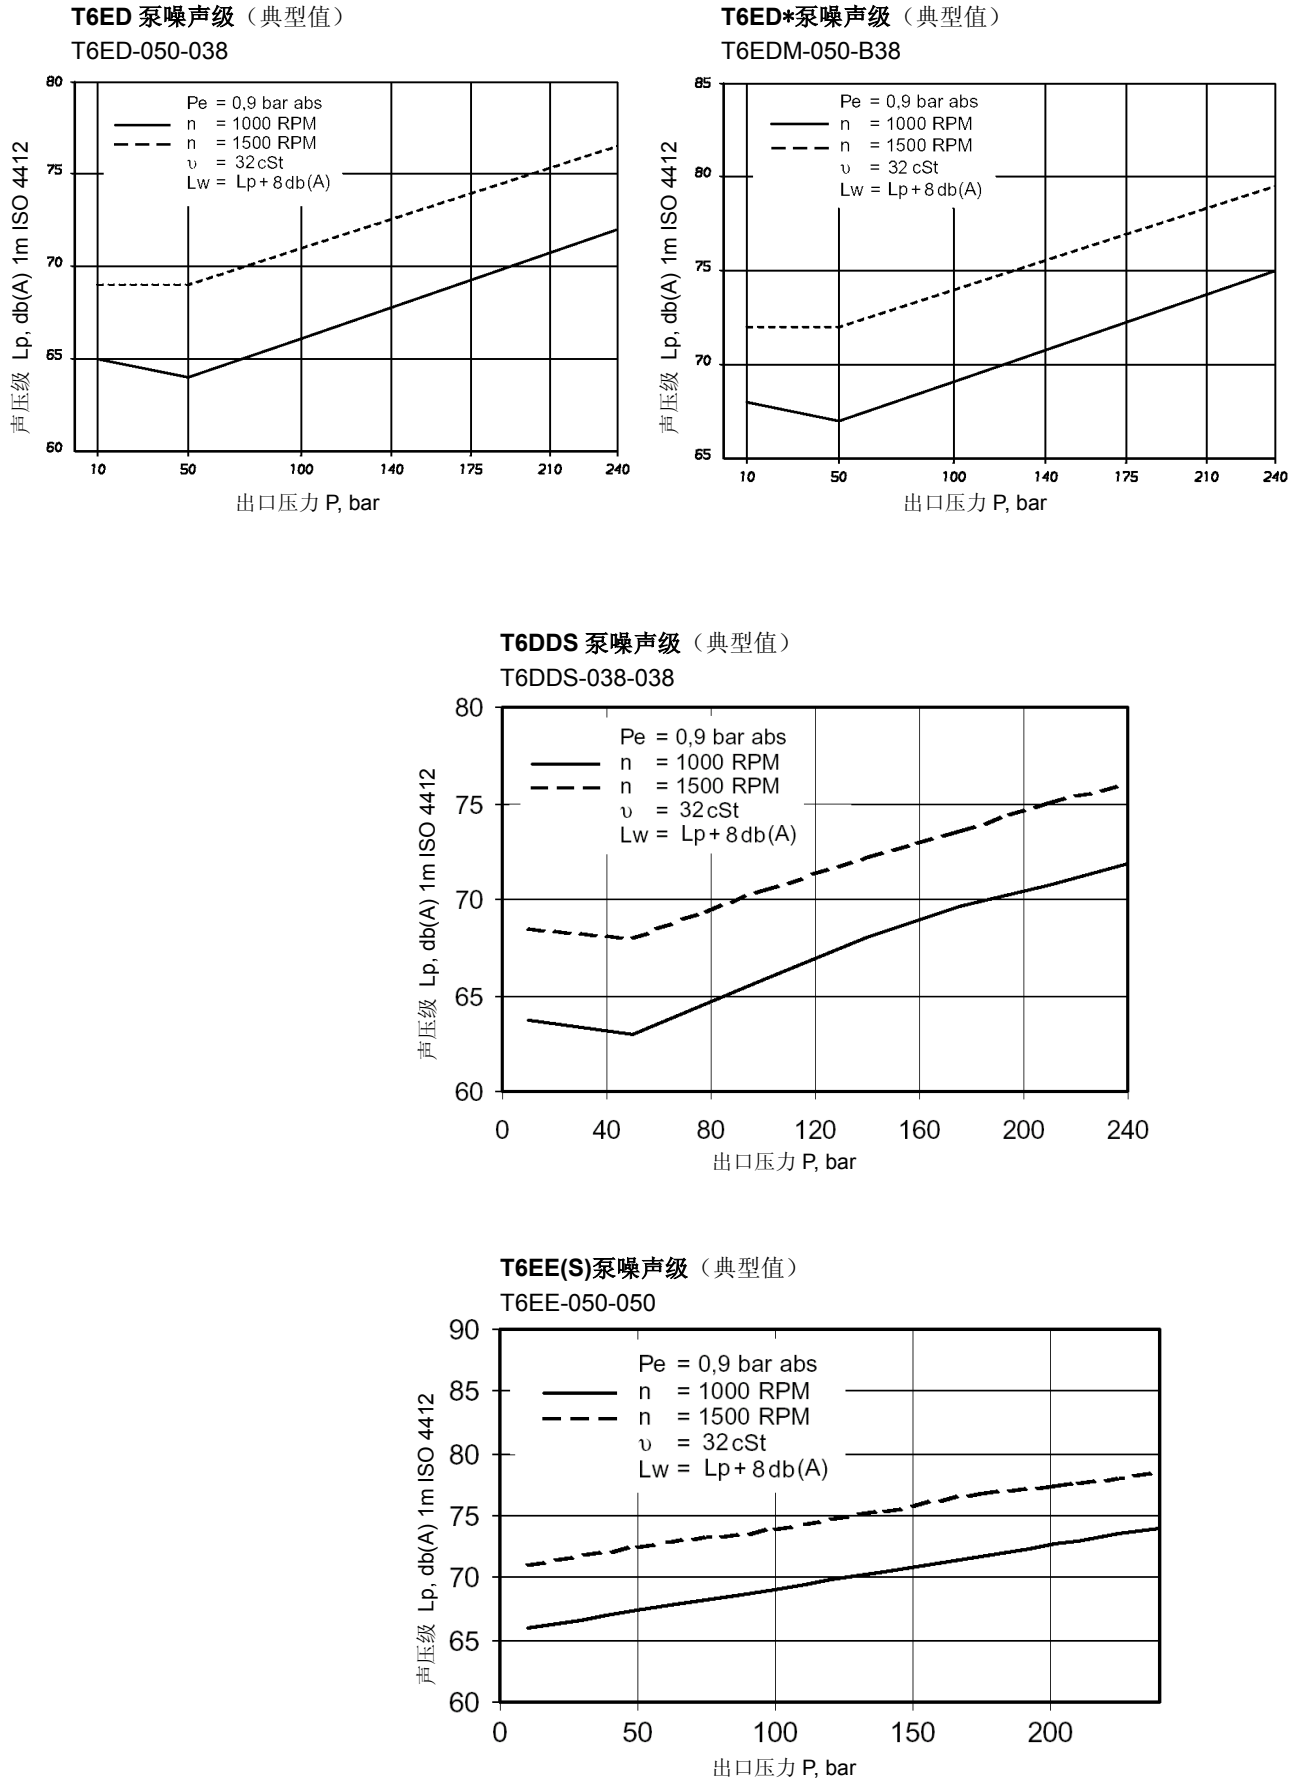 T6ED 泵噪声级（典型值）
T6ED-050-038
80
75
70
65
60
声压级 Lp, db(A) 1m ISO 4412
Pe = 0,9 bar abs
n = 1000 RPM
n = 1500 RPM
υ = 32 cSt
Lw = Lp + 8 db(A)
10 50 100 140 175 210 240
出口压力 P, bar
T6ED*泵噪声级（典型值）
T6EDM-050-B38
85
80
75
70
65
声压级 Lp, db(A) 1m ISO 4412
Pe = 0,9 bar abs
n = 1000 RPM
n = 1500 RPM
υ = 32 cSt
Lw = Lp + 8 db(A)
10 50 100 140 175 210 240
出口压力 P, bar
T6DDS 泵噪声级（典型值）
T6DDS-038-038
80
75
70
65
60
声压级 Lp, db(A) 1m ISO 4412
Pe = 0,9 bar abs
n = 1000 RPM
n = 1500 RPM
υ = 32 cSt
Lw = Lp + 8 db(A)
0 40 80 120 160 200 240
出口压力 P, bar
T6EE(S)泵噪声级（典型值）
T6EE-050-050
90
85
80
75
70
65
60
声压级 Lp, db(A) 1m ISO 4412
Pe = 0,9 bar abs
n = 1000 RPM
n = 1500 RPM
υ = 32 cSt
Lw = Lp + 8 db(A)
0 50 100 150 200
出口压力 P, bar